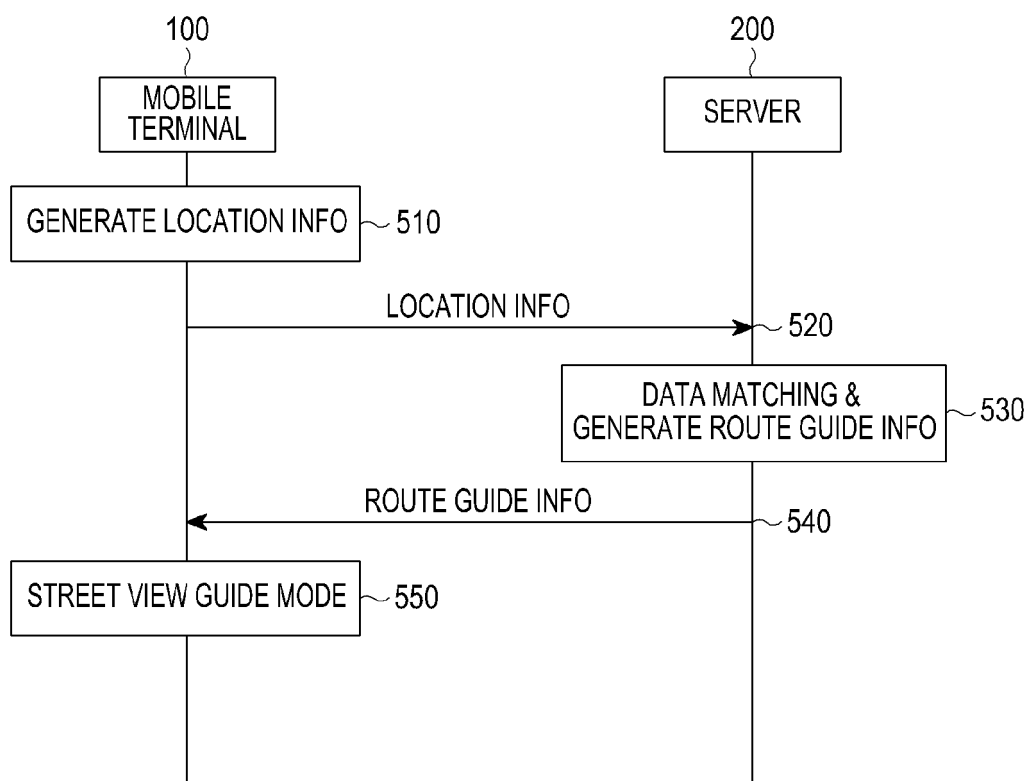 100
200
MOBILE
TERMINAL
SERVER
GENERATE LOCATION INFO
510
LOCATION INFO
520
DATA MATCHING &
GENERATE ROUTE GUIDE INFO
530
ROUTE GUIDE INFO
540
STREET VIEW GUIDE MODE
550